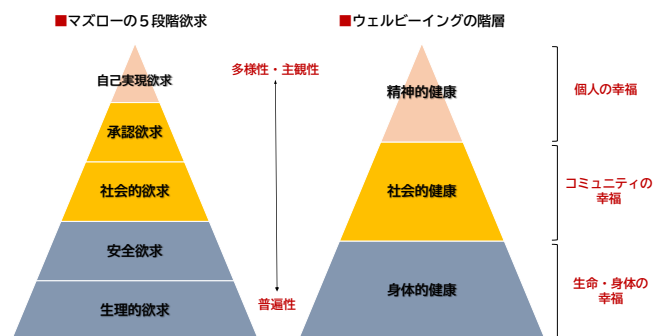 ■マズローの５段階欲求
自己実現欲求
承認欲求
社会的欲求
安全欲求
生理的欲求
多様性・主観性
普遍性
■ウェルビーイングの階層
精神的健康
社会的健康
身体的健康
個人の幸福
コミュニティの
幸福
生命・身体の
幸福